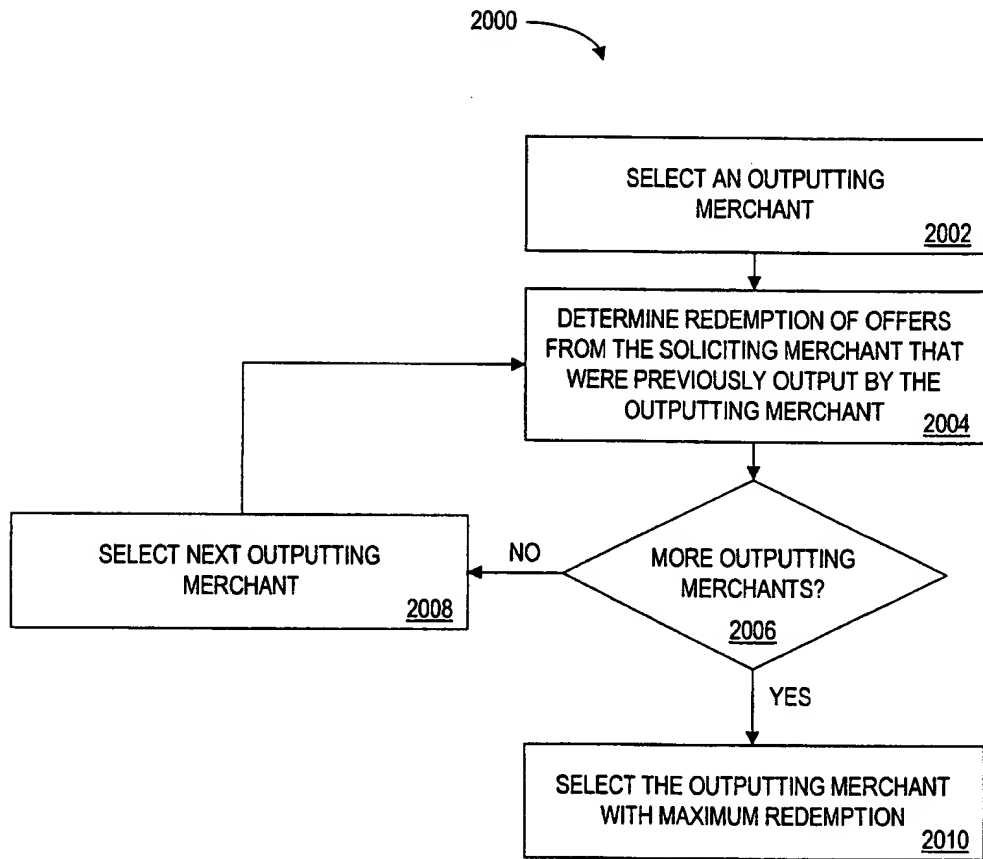 2000
SELECT AN OUTPUTTING
MERCHANT
2002
DETERMINE REDEMPTION OF OFFERS
FROM THE SOLICITING MERCHANT THAT
WERE PREVIOUSLY OUTPUT BY THE
OUTPUTTING MERCHANT
2004
SELECT NEXT OUTPUTTING
MERCHANT
2008
NO
MORE OUTPUTTING
MERCHANTS?
2006
YES
SELECT THE OUTPUTTING MERCHANT
WITH MAXIMUM REDEMPTION
2010